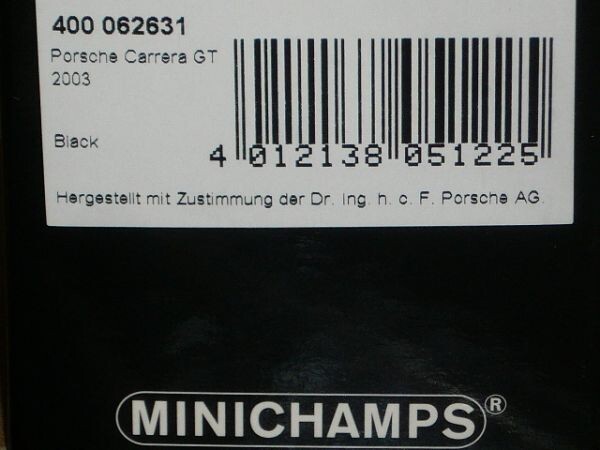 400 062631
Porsche Carrera GT
2003
Black
4 012138 051225
Hergestellt mit Zustimmung der Dr. Ing. h. c. F. Porsche AG.
MINICHAMPS®